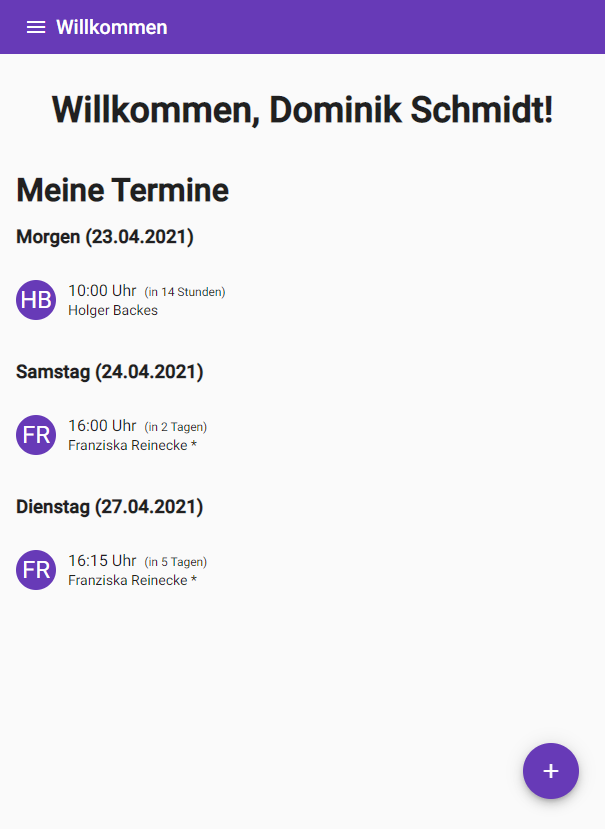 Willkommen
Willkommen, Dominik Schmidt!
Meine Termine
Morgen (23.04.2021)
HB
10:00 Uhr (in 14 Stunden)
Holger Backes
Samstag (24.04.2021)
FR
16:00 Uhr (in 2 Tagen)
Franziska Reinecke *
Dienstag (27.04.2021)
FR
16:15 Uhr (in 5 Tagen)
Franziska Reinecke *
+